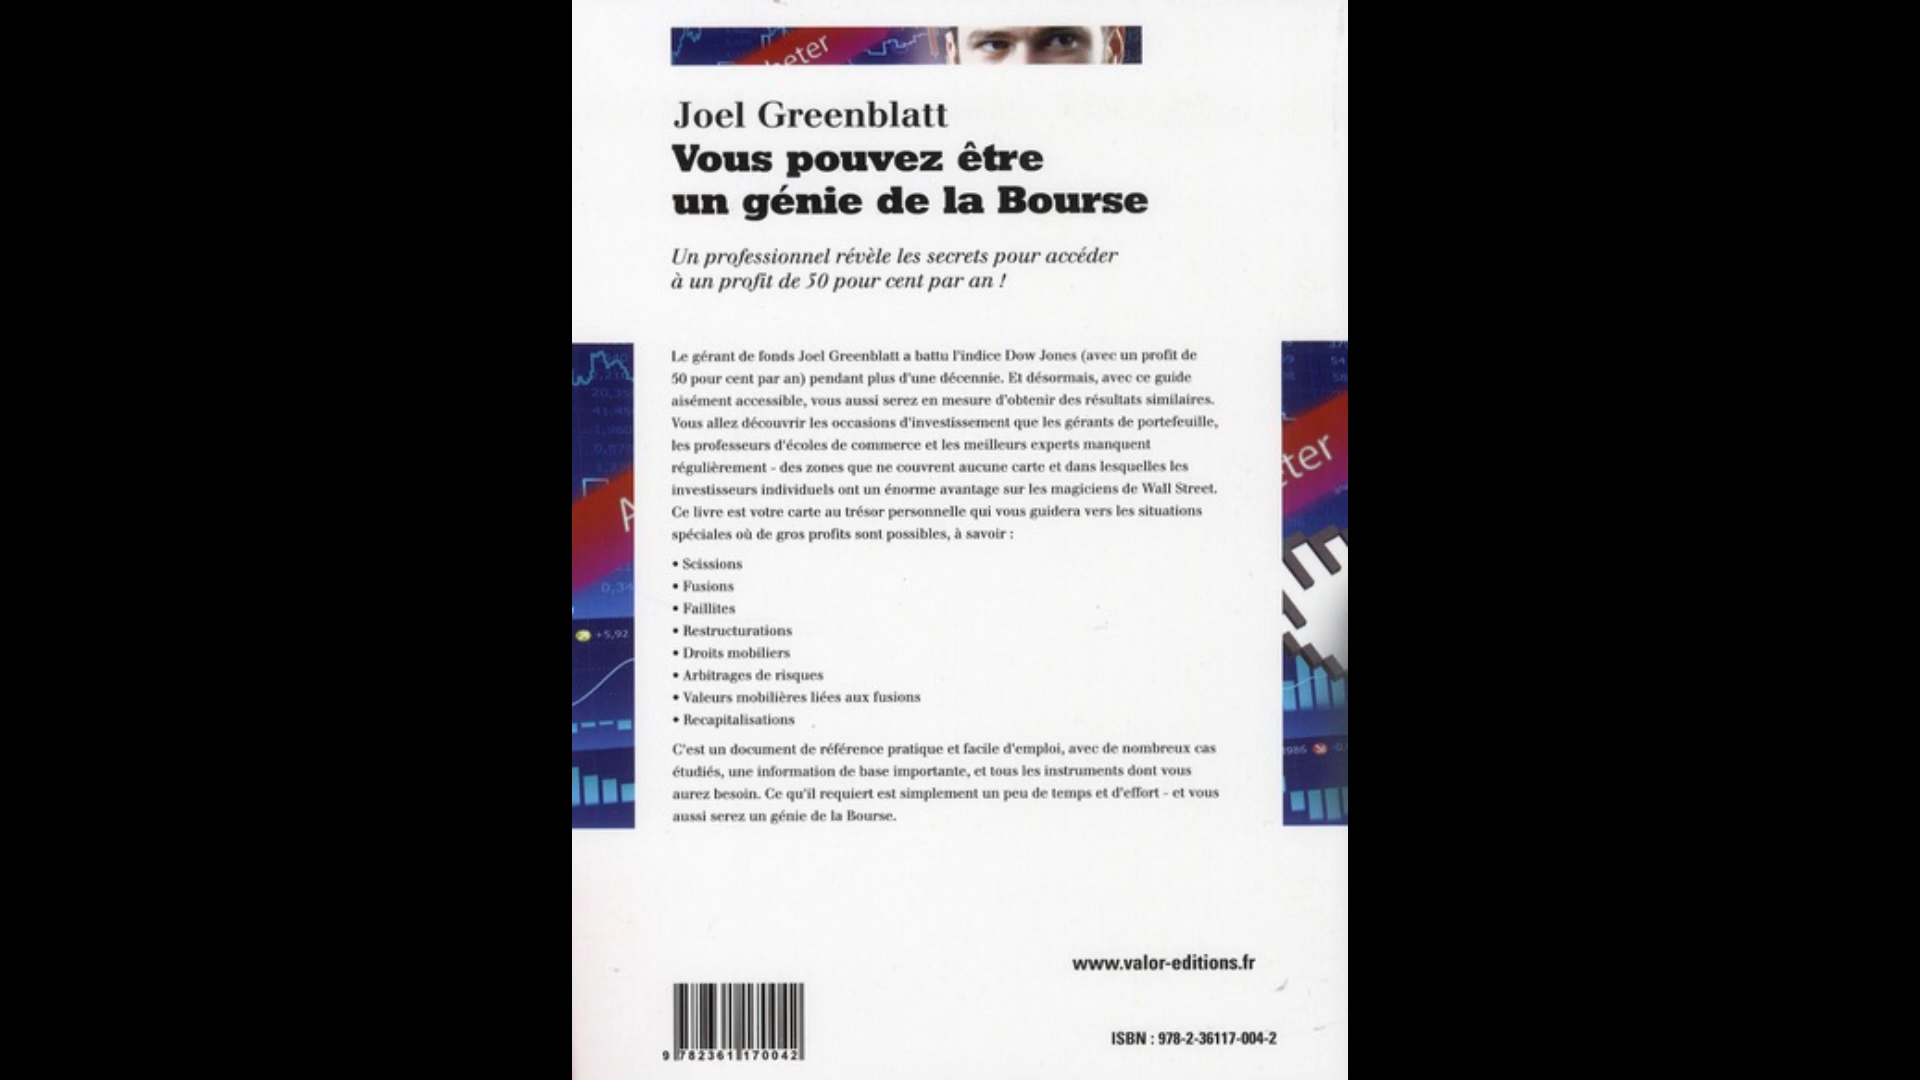 heter
Joel Greenblatt
Vous pouvez être
un génie de la Bourse
Un professionnel révèle les secrets pour accéder
à un profit de 50 pour cent par an !
Le gérant de fonds Joel Greenblatt a battu l'indice Dow Jones (avec un profit de
50 pour cent par an) pendant plus d'une décennie. Et désormais, avec ce guide
aisément accessible, vous aussi serez en mesure d'obtenir des résultats similaires.
Vous allez découvrir les occasions d'investissement que les gérants de portefeuille,
les professeurs d'écoles de commerce et les meilleurs experts manquent
régulièrement - des zones que ne couvrent aucune carte et dans lesquelles les
investisseurs individuels ont un énorme avantage sur les magiciens de Wall Street.
Ce livre est votre carte au trésor personnelle qui vous guidera vers les situations
spéciales où de gros profits sont possibles, à savoir :
• Scissions
• Fusions
• Faillites
• Restructurations
• Droits mobiliers
• Arbitrages de risques
• Valeurs mobilières liées aux fusions
• Recapitalisations
C'est un document de référence pratique et facile d'emploi, avec de nombreux cas
étudiés, une information de base importante, et tous les instruments dont vous
aurez besoin. Ce qu'il requiert est simplement un peu de temps et d'effort - et vous
aussi serez un génie de la Bourse.
A
+5,92
ter
www.valor-editions.fr
ISBN : 978-2-36117-004-2
9 782361 170042